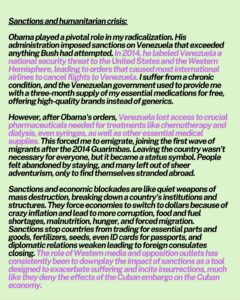 Sanctions and humanitarian crisis:
Obama played a pivotal role in my radicalization. His
administration imposed sanctions on Venezuela that exceeded
anything Bush had attempted. In 2014, he labeled Venezuela a
national security threat to the United States and the Western
Hemisphere, leading to orders that caused most international
airlines to cancel flights to Venezuela. I suffer from a chronic
condition, and the Venezuelan government used to provide me
with a three-month supply of my essential medications for free,
offering high-quality brands instead of generics.
However, after Obama's orders, Venezuela lost access to crucial
pharmaceuticals needed for treatments like chemotherapy and
dialysis, even syringes, as well as other essential medical
supplies. This forced me to emigrate, joining the first wave of
migrants after the 2014 Guarimbas. Leaving the country wasn't
necessary for everyone, but it became a status symbol. People
felt abandoned by staying, and many left out of sheer
adventurism, only to find themselves stranded abroad.
Sanctions and economic blockades are like quiet weapons of
mass destruction, breaking down a country's institutions and
structures. They force economies to switch to dollars because of
crazy inflation and lead to more corruption, food and fuel
shortages, malnutrition, hunger, and forced migration.
Sanctions stop countries from trading for essential parts and
goods, fertilizers, seeds, even ID cards for passports, and
diplomatic relations weaken leading to foreign consulates
closing. The role of Western media and opposition outlets has
consistently been to downplay the impact of sanctions as a tool
designed to exacerbate suffering and incite insurrections, much
like they deny the effects of the Cuban embargo on the Cuban
economy.